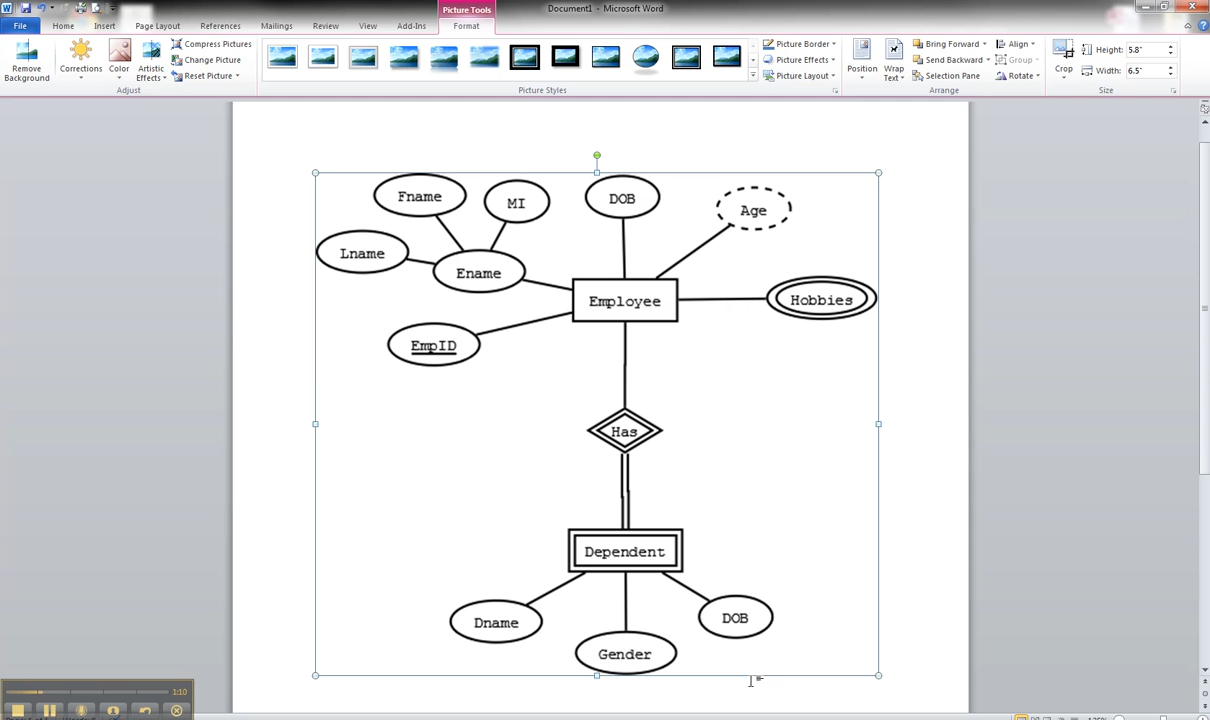 Picture Tools
Document1 - Microsoft Word
File
Home
Insert
Page Layout
References
Mailings
Review
View
Add-Ins
Format
Remove
Background
Corrections
Color
Artistic
Effects
Compress Pictures
Change Picture
Reset Picture
Picture Border
Picture Effects
Picture Layout
Position
Wrap
Text
Bring Forward
Send Backward
Selection Pane
Align
Group
Rotate
Crop
Height: 5.8"
Width: 6.5"
Adjust
Picture Styles
Arrange
Size
Fname
MI
DOB
Age
Lname
Ename
Employee
Hobbies
EmpID
Has
Dependent
Dname
DOB
Gender
1:10